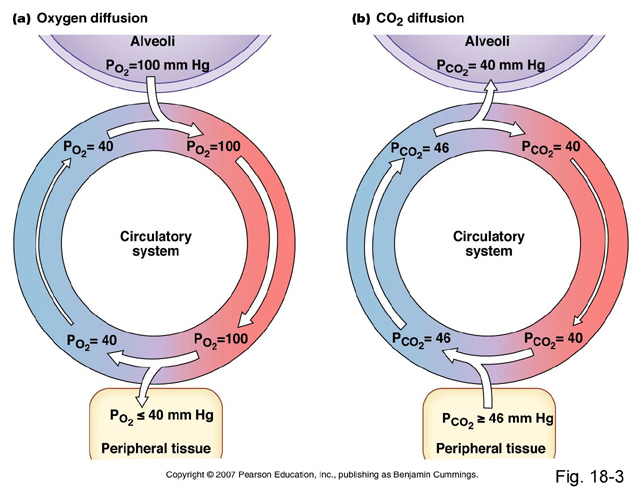 (a) Oxygen diffusion
Alveoli
PO2=100 mm Hg
PO2= 40
PO2=100
Circulatory
system
PO2= 40
PO2=100
PO2 ≤ 40 mm Hg
Peripheral tissue
(b) CO2 diffusion
Alveoli
PCO2= 40 mm Hg
PCO2= 46
PCO2= 40
Circulatory
system
PCO2= 46
PCO2= 40
PCO2 ≥ 46 mm Hg
Peripheral tissue
Copyright © 2007 Pearson Education, Inc., publishing as Benjamin Cummings.
Fig. 18-3